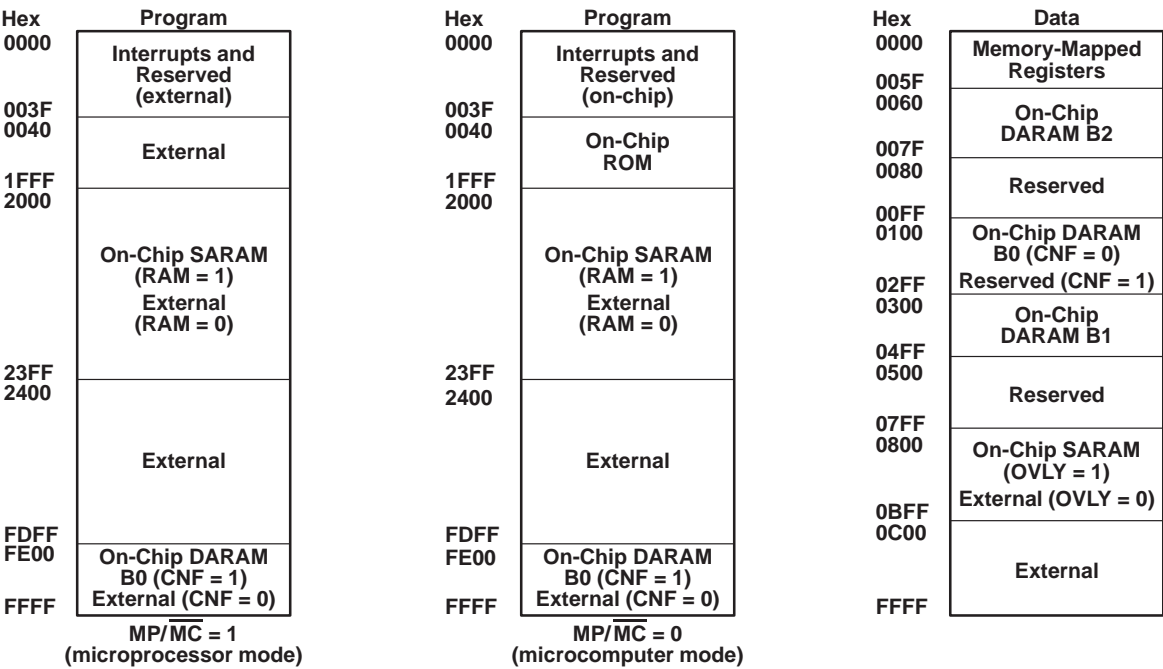 Hex Program
0000
Interrupts and
Reserved
(external)
003F
0040
External
1FFF
2000
On-Chip SARAM
(RAM = 1)
External
(RAM = 0)
23FF
2400
External
FDFF
FE00
On-Chip DARAM
B0 (CNF = 1)
External (CNF = 0)
FFFF
MP/MC = 1
(microprocessor mode)
Hex Program
0000
Interrupts and
Reserved
(on-chip)
003F
0040
On-Chip
ROM
1FFF
2000
On-Chip SARAM
(RAM = 1)
External
(RAM = 0)
23FF
2400
External
FDFF
FE00
On-Chip DARAM
B0 (CNF = 1)
External (CNF = 0)
FFFF
MP/MC = 0
(microcomputer mode)
Hex Data
0000
Memory-Mapped
Registers
005F
0060
On-Chip
DARAM B2
007F
0080
Reserved
00FF
0100
On-Chip DARAM
B0 (CNF = 0)
Reserved (CNF = 1)
02FF
0300
On-Chip
DARAM B1
04FF
0500
Reserved
07FF
0800
On-Chip SARAM
(OVLY = 1)
External (OVLY = 0)
0BFF
0C00
External
FFFF